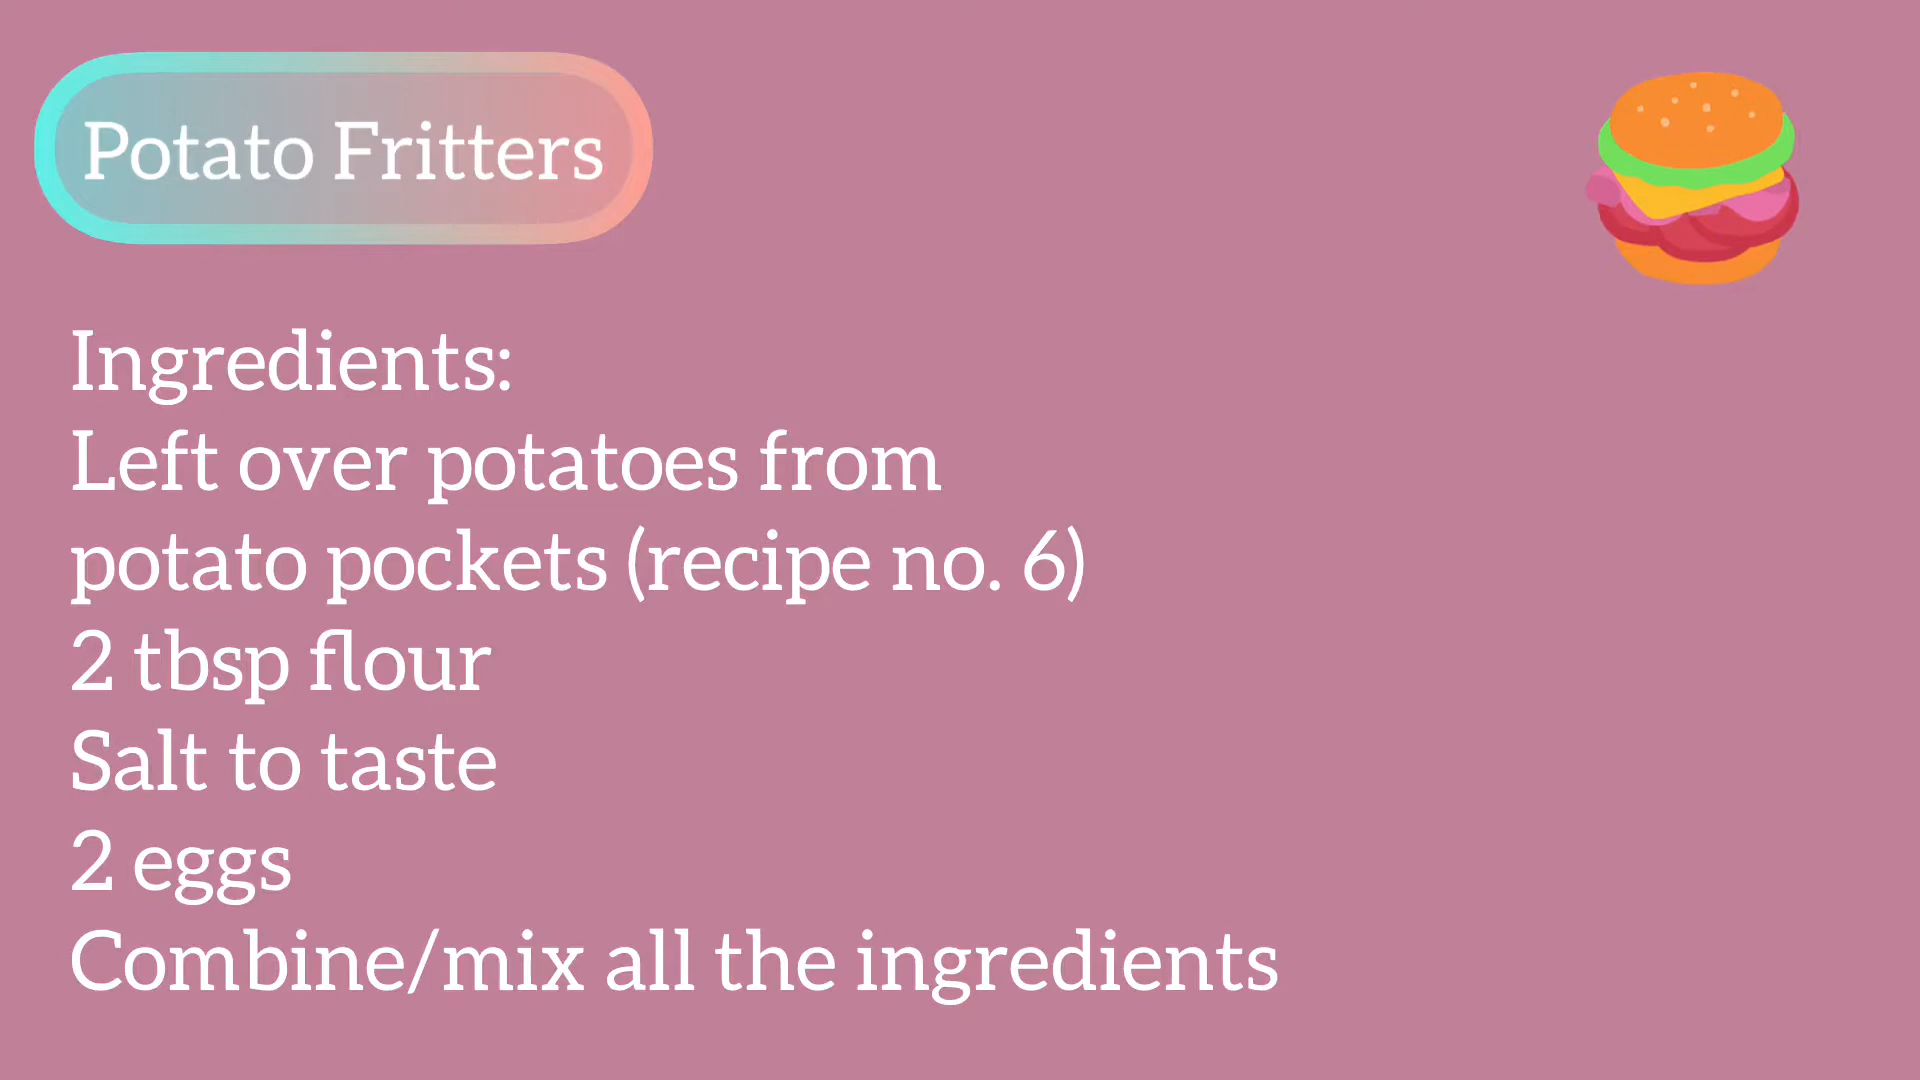 Potato Fritters
Ingredients:
Left over potatoes from
potato pockets (recipe no. 6)
2 tbsp flour
Salt to taste
2 eggs
Combine/mix all the ingredients